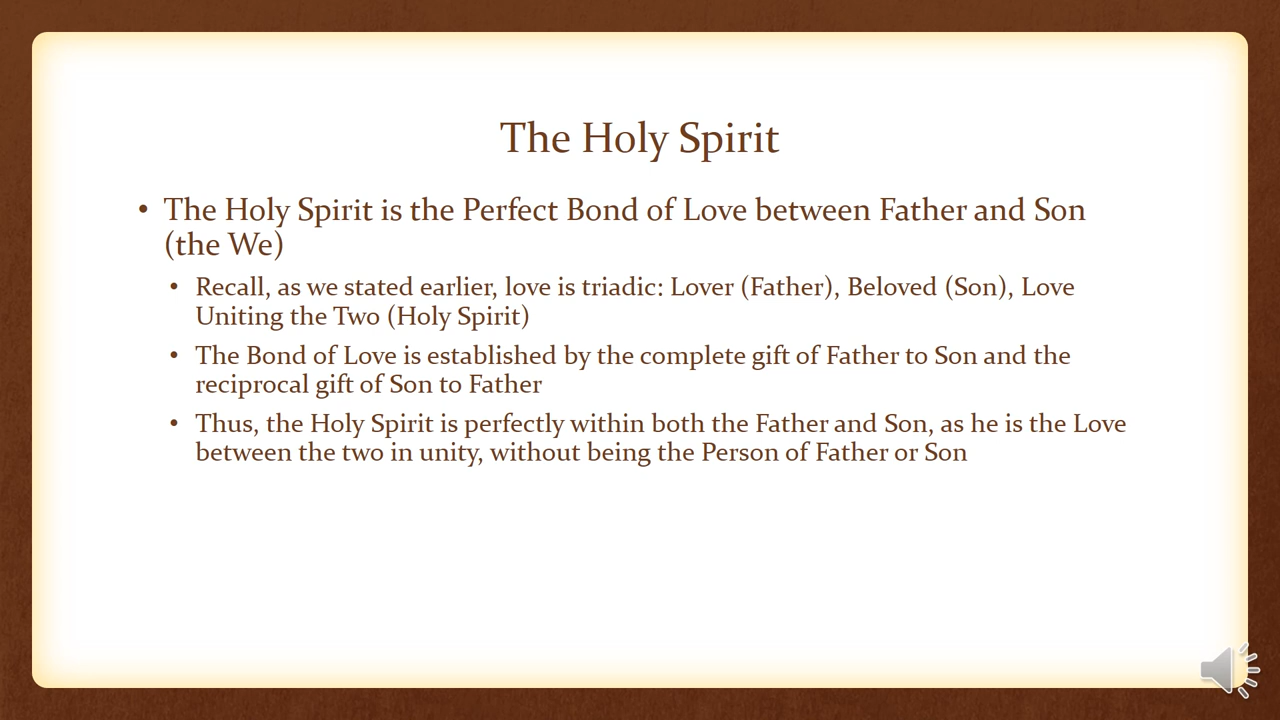 The Holy Spirit
• The Holy Spirit is the Perfect Bond of Love between Father and Son
(the We)
• Recall, as we stated earlier, love is triadic: Lover (Father), Beloved (Son), Love
Uniting the Two (Holy Spirit)
• The Bond of Love is established by the complete gift of Father to Son and the
reciprocal gift of Son to Father
• Thus, the Holy Spirit is perfectly within both the Father and Son, as he is the Love
between the two in unity, without being the Person of Father or Son